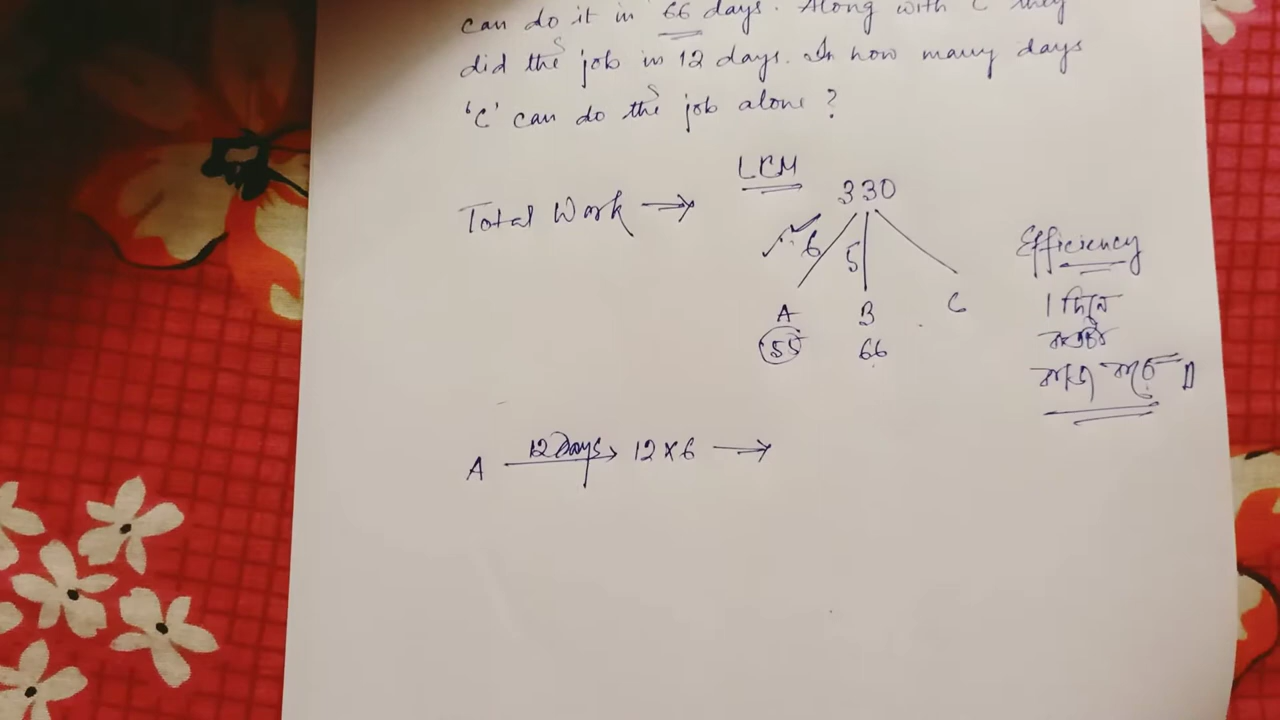 can do it in 66 days. Along with C they
did the job in 12 days. In how many days
'C' can do the job alone?
LCM
330
Total Work →
6
5
Efficiency
A B C
55 66
1 দিনে
কতটা
কাজ করে
12 Days
A → 12×6 →